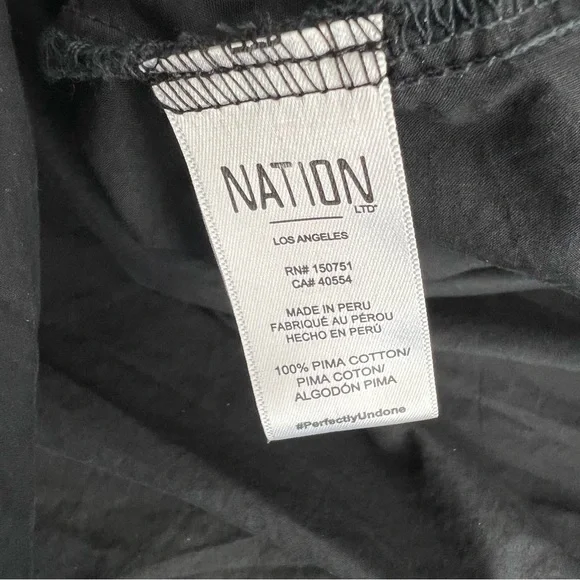 NATION
LTD
LOS ANGELES
RN# 150751
CA# 40554
MADE IN PERU
FABRIQUÉ AU PÉROU
HECHO EN PERÚ
100% PIMA COTTON/
PIMA COTON/
ALGODÓN PIMA
#PerfectlyUndone